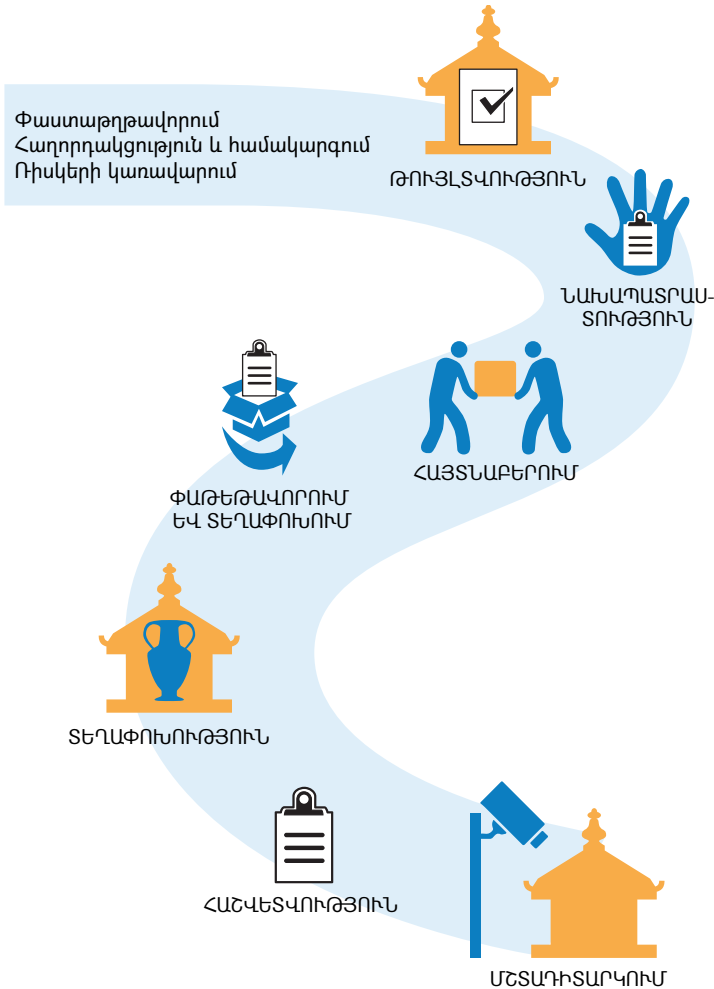 Փաստաթղթավորում
Հաղորդակցություն և համակարգում
Ռիսկերի կառավարում
ԹՈՒՅԼՏՎՈՒԹՅՈՒՆ
ՆԱԽԱՊԱՏՐԱՍ-
ՏՈՒԹՅՈՒՆ
ՀԱՅՏՆԱԲԵՐՈՒՄ
ՓԱԹԵԹԱՎՈՐՈՒՄ
ԵՎ ՏԵՂԱՓՈԽՈՒՄ
ՏԵՂԱՓՈԽՈՒԹՅՈՒՆ
ՀԱՇՎԵՏՎՈՒԹՅՈՒՆ
ՄՇՏԱԴԻՏԱՐԿՈՒՄ